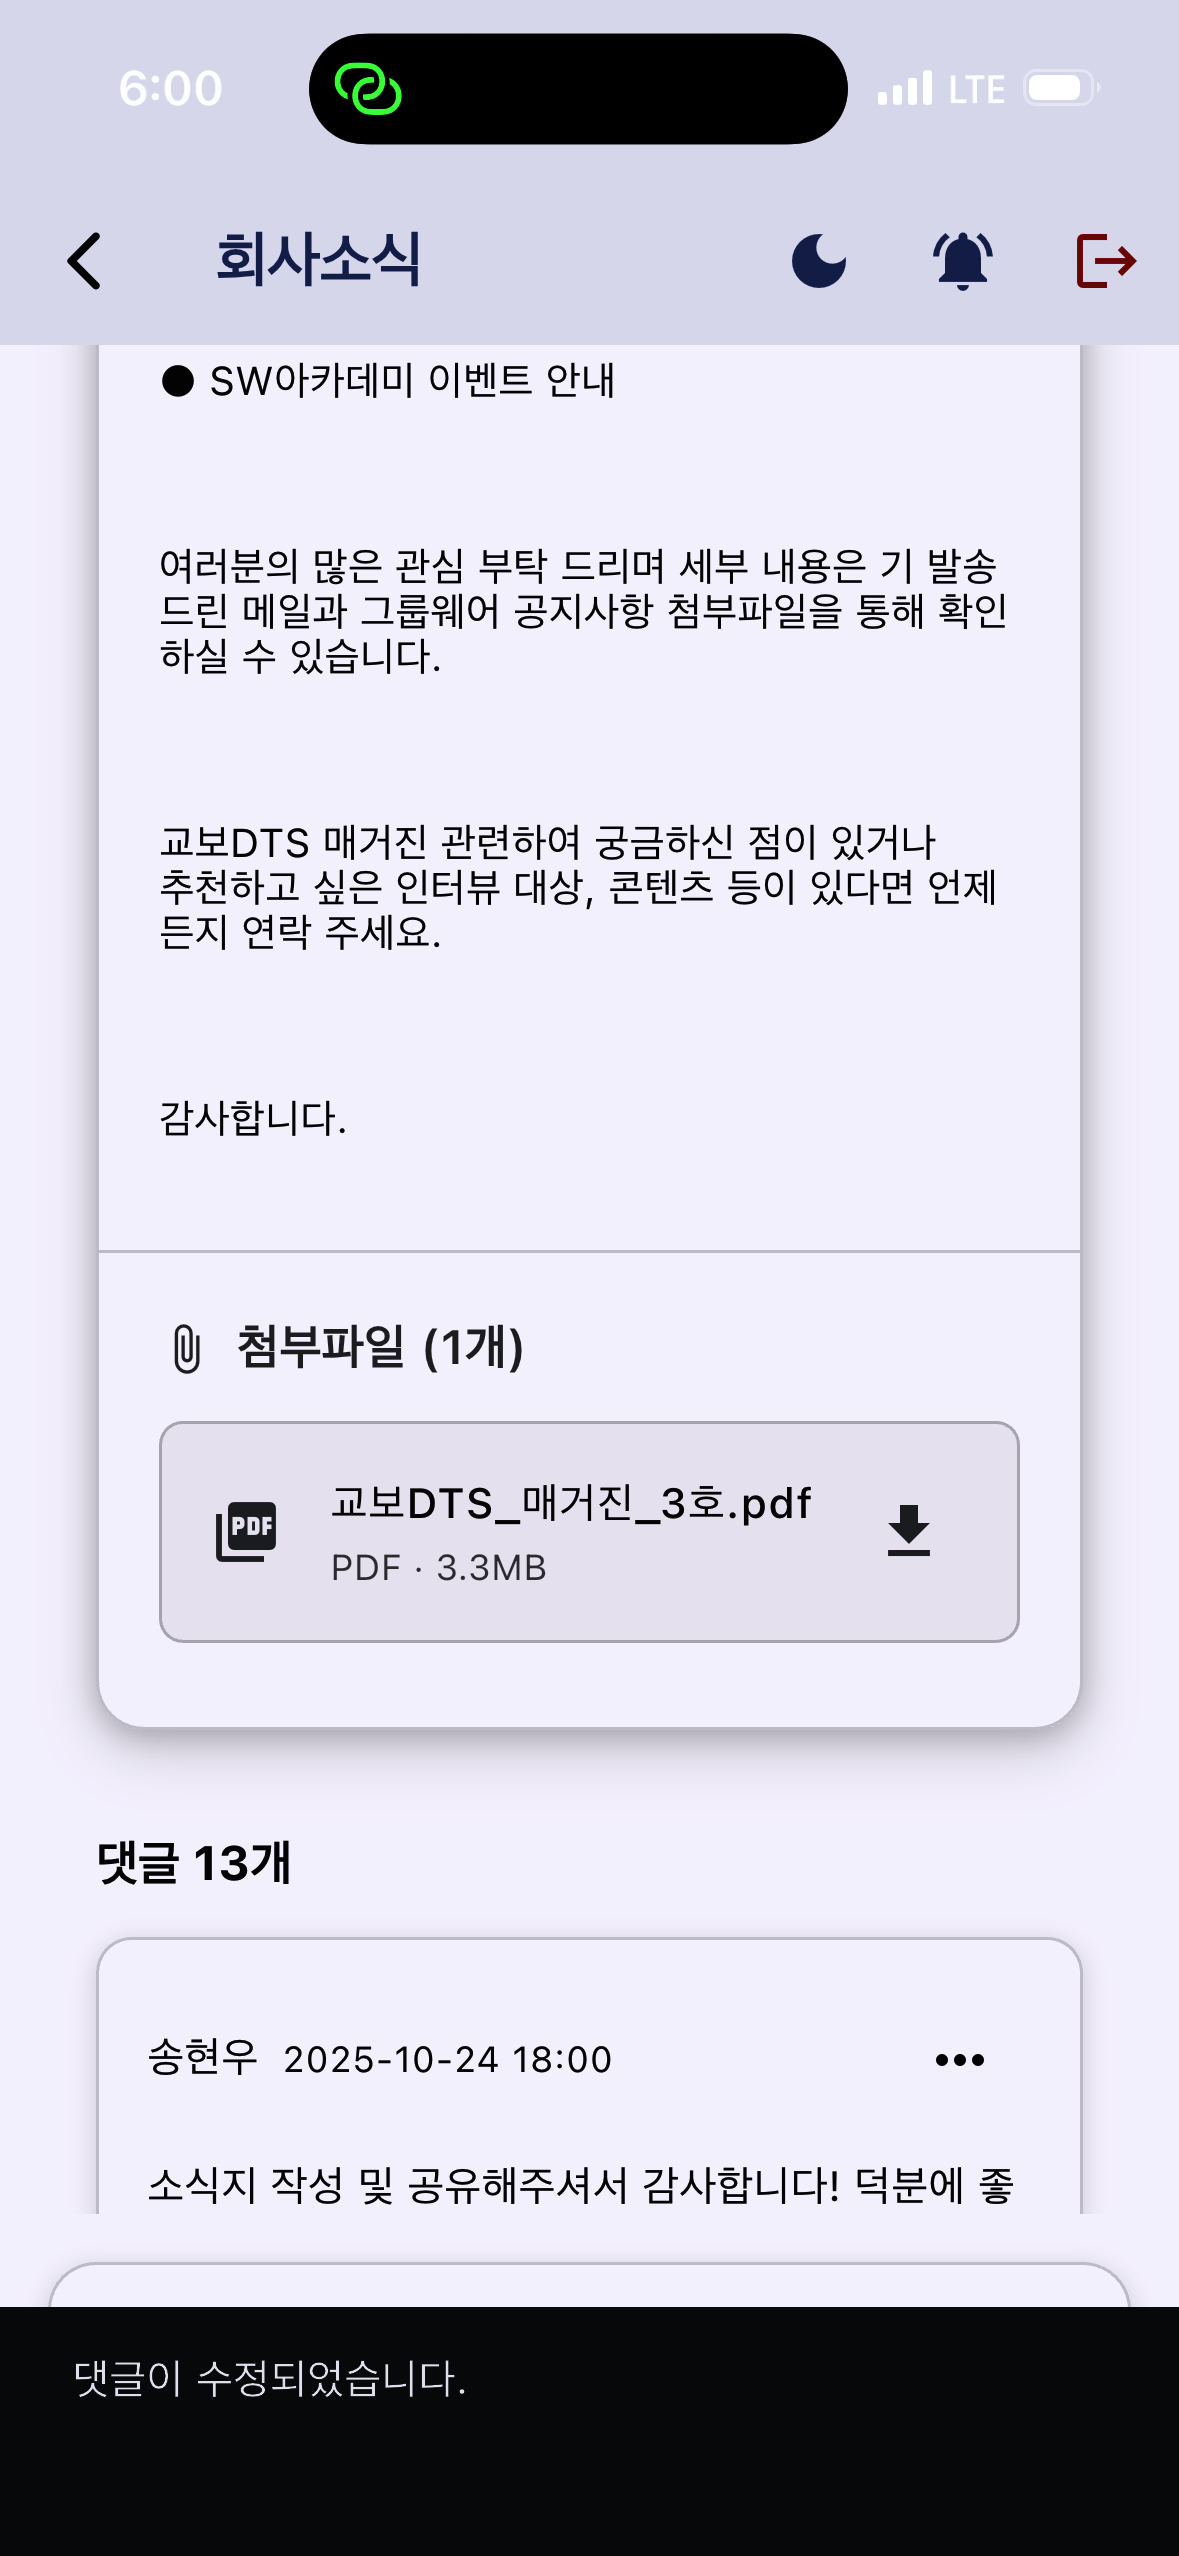 6:00
LTE
회사소식
● SW아카데미 이벤트 안내
여러분의 많은 관심 부탁 드리며 세부 내용은 기 발송
드린 메일과 그룹웨어 공지사항 첨부파일을 통해 확인
하실 수 있습니다.
교보DTS 매거진 관련하여 궁금하신 점이 있거나
추천하고 싶은 인터뷰 대상, 콘텐츠 등이 있다면 언제
든지 연락 주세요.
감사합니다.
첨부파일 (1개)
PDF
교보DTS_매거진_3호.pdf
PDF · 3.3MB
댓글 13개
송현우 2025-10-24 18:00
소식지 작성 및 공유해주셔서 감사합니다! 덕분에 좋
댓글이 수정되었습니다.